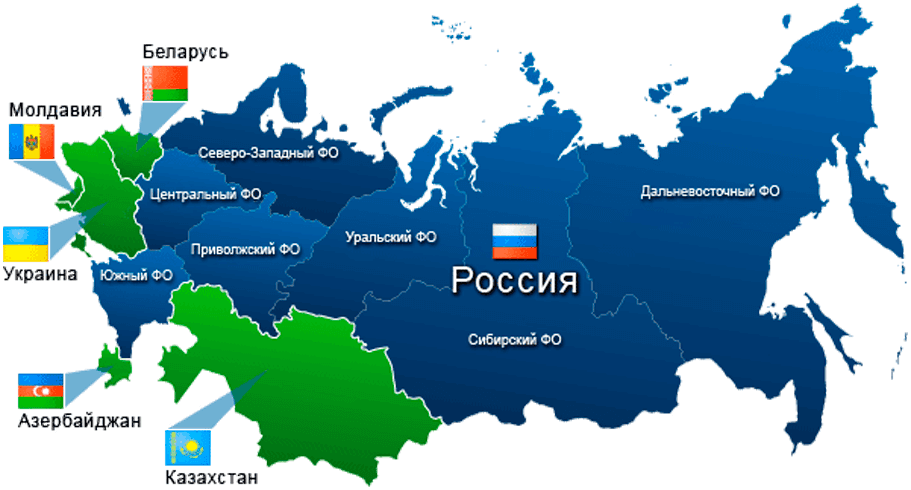 Беларусь
Молдавия
Северо-Западный ФО
Центральный ФО
Дальневосточный ФО
Уральский ФО
Приволжский ФО
Украина
Южный ФО
Россия
Сибирский ФО
Азербайджан
Казахстан